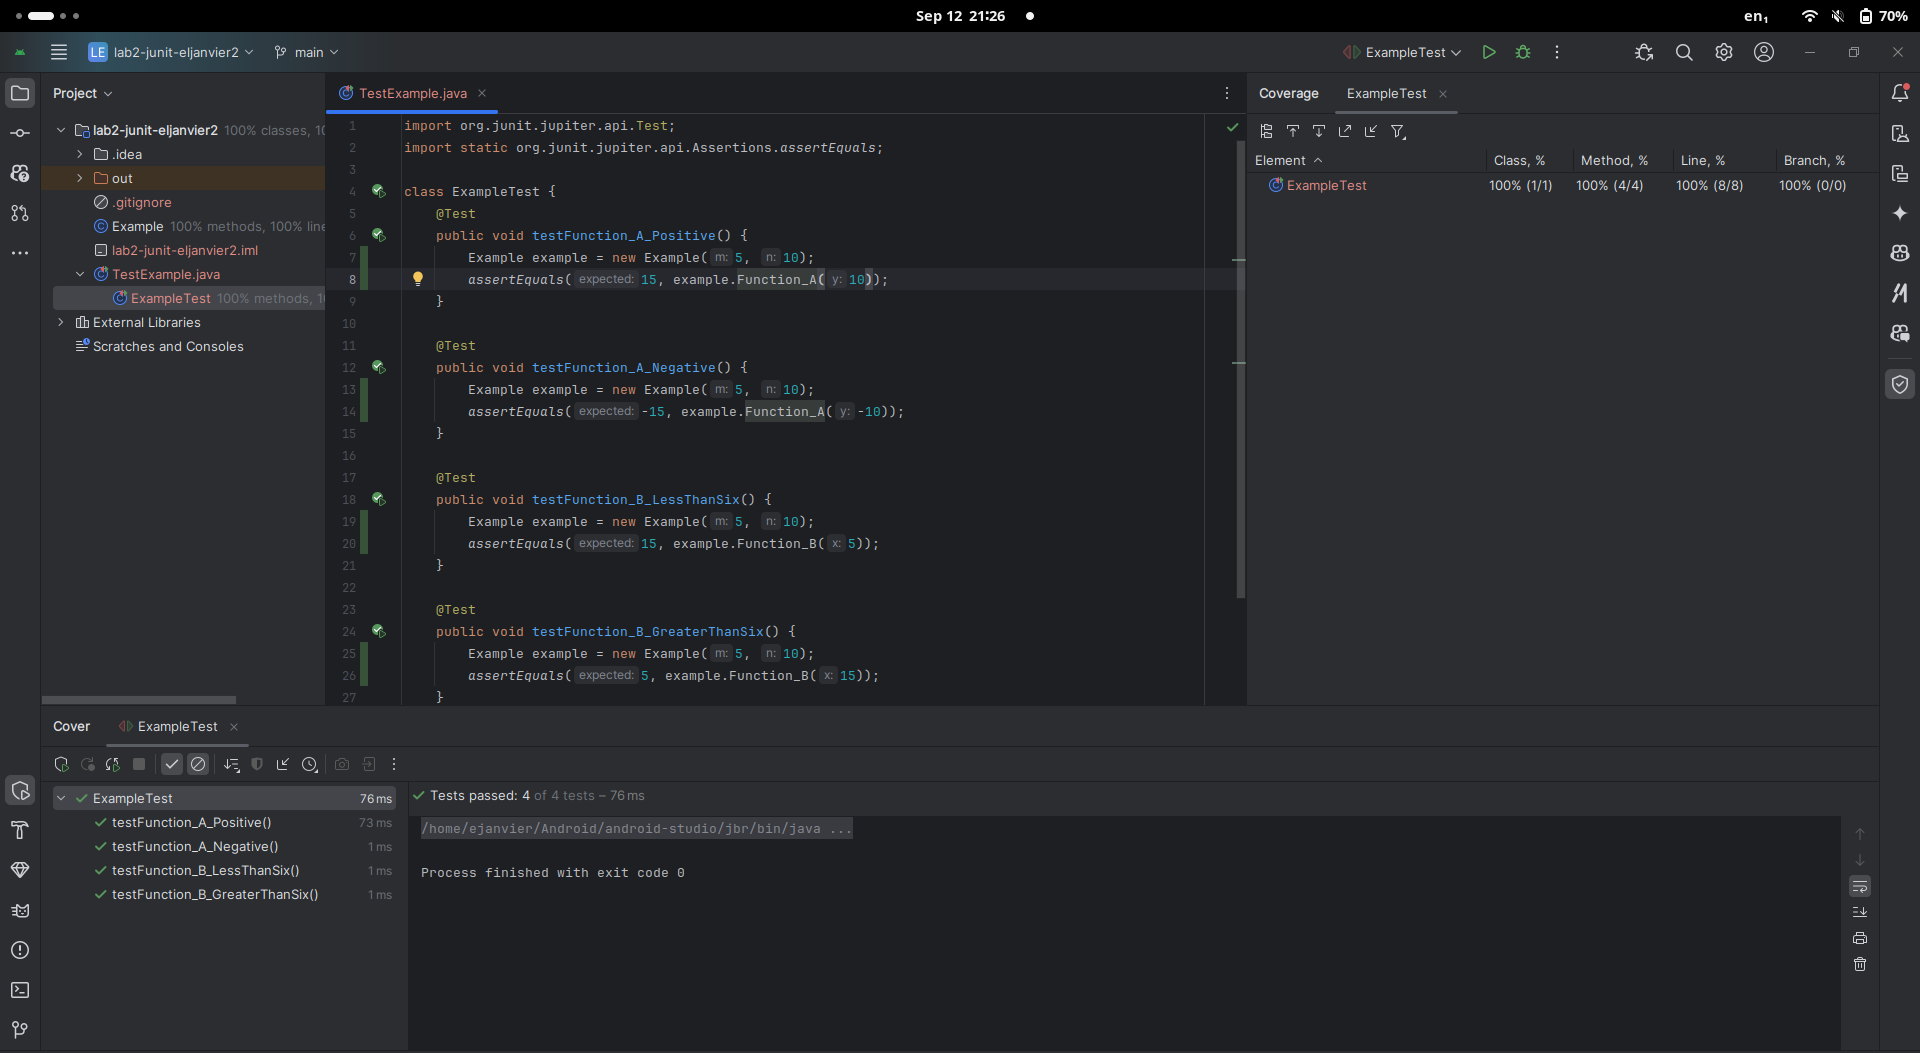 Sep 12 21:26
en₁
70%
LE lab2-junit-eljanvier2
main
ExampleTest
Project
lab2-junit-eljanvier2 100% classes, 10
.idea
out
.gitignore
Example 100% methods, 100% line
lab2-junit-eljanvier2.iml
TestExample.java
ExampleTest 100% methods, 1
External Libraries
Scratches and Consoles
TestExample.java
1 import org.junit.jupiter.api.Test;
2 import static org.junit.jupiter.api.Assertions.assertEquals;
3
4 class ExampleTest {
5 @Test
6 public void testFunction_A_Positive() {
7 Example example = new Example( m: 5, n: 10);
8 assertEquals( expected: 15, example.Function_A( y: 10));
9 }
10
11 @Test
12 public void testFunction_A_Negative() {
13 Example example = new Example( m: 5, n: 10);
14 assertEquals( expected: -15, example.Function_A( y: -10));
15 }
16
17 @Test
18 public void testFunction_B_LessThanSix() {
19 Example example = new Example( m: 5, n: 10);
20 assertEquals( expected: 15, example.Function_B( x: 5));
21 }
22
23 @Test
24 public void testFunction_B_GreaterThanSix() {
25 Example example = new Example( m: 5, n: 10);
26 assertEquals( expected: 5, example.Function_B( x: 15));
27 }
Coverage ExampleTest
Element Class, % Method, % Line, % Branch, %
ExampleTest 100% (1/1) 100% (4/4) 100% (8/8) 100% (0/0)
Cover ExampleTest
ExampleTest 76 ms
testFunction_A_Positive() 73 ms
testFunction_A_Negative() 1 ms
testFunction_B_LessThanSix() 1 ms
testFunction_B_GreaterThanSix() 1 ms
Tests passed: 4 of 4 tests – 76 ms
/home/ejanvier/Android/android-studio/jbr/bin/java ...
Process finished with exit code 0